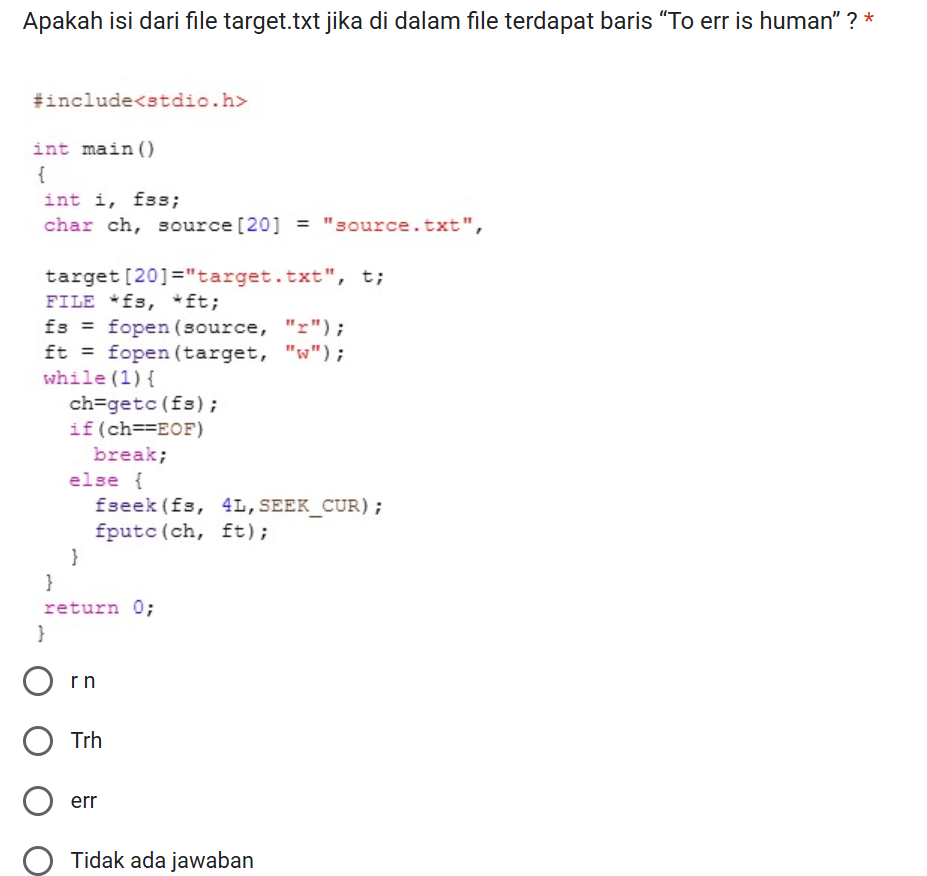 Apakah isi dari file target.txt jika di dalam file terdapat baris “To err is human” ? *
#include<stdio.h>
int main()
{
int i, fss;
char ch, source[20] = "source.txt",
target[20]="target.txt", t;
FILE *fs, *ft;
fs = fopen(source, "r");
ft = fopen(target, "w");
while(1){
ch=getc(fs);
if(ch==EOF)
break;
else {
fseek(fs, 4L,SEEK_CUR);
fputc(ch, ft);
}
}
return 0;
}
r n
Trh
err
Tidak ada jawaban